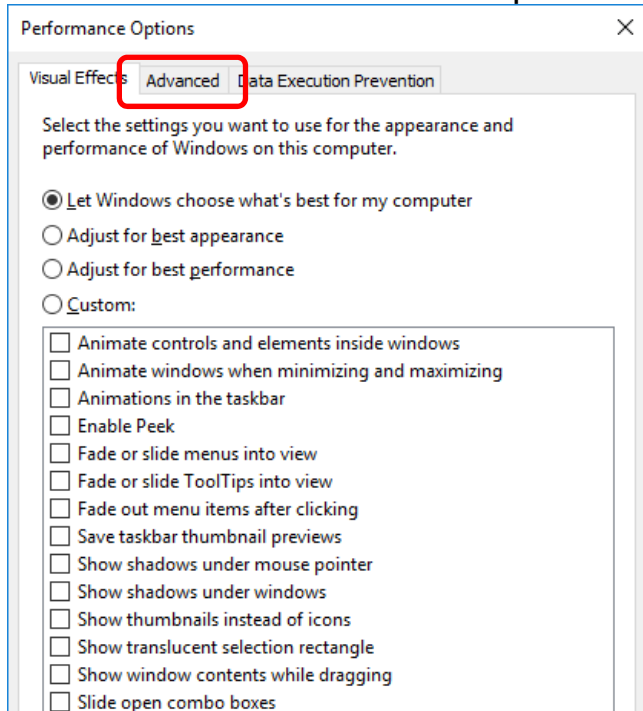 Performance Options
Visual Effects Advanced Data Execution Prevention
Select the settings you want to use for the appearance and
performance of Windows on this computer.
Let Windows choose what's best for my computer
Adjust for best appearance
Adjust for best performance
Custom:
Animate controls and elements inside windows
Animate windows when minimizing and maximizing
Animations in the taskbar
Enable Peek
Fade or slide menus into view
Fade or slide ToolTips into view
Fade out menu items after clicking
Save taskbar thumbnail previews
Show shadows under mouse pointer
Show shadows under windows
Show thumbnails instead of icons
Show translucent selection rectangle
Show window contents while dragging
Slide open combo boxes